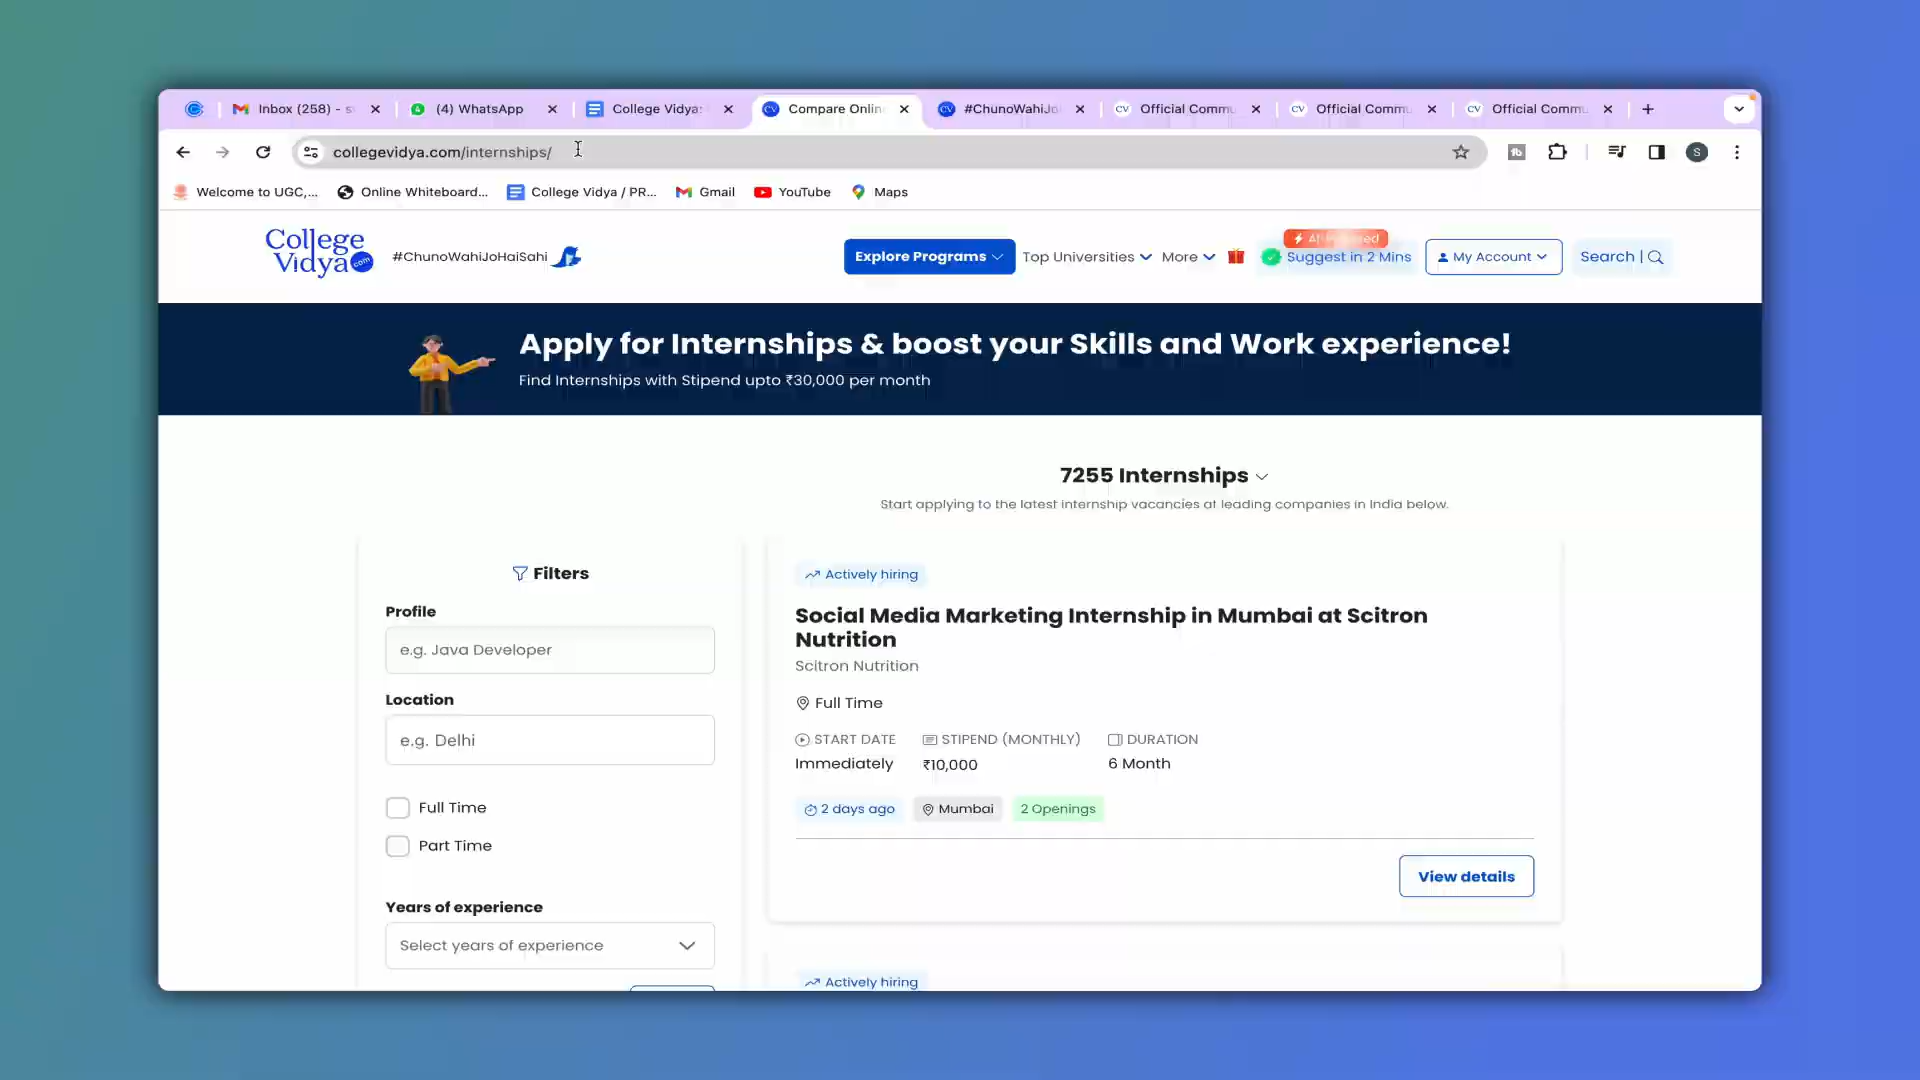 Inbox (258) - s
(4) WhatsApp
College Vidya:
Compare Onlin
#ChunoWahiJo
Official Commu
Official Commu
Official Commu
collegevidya.com/internships/
S
Welcome to UGC,...
Online Whiteboard...
College Vidya / PR...
Gmail
YouTube
Maps
College
Vidya.com
#ChunoWahiJoHaiSahi
Explore Programs
Top Universities
More
Suggest in 2 Mins
My Account
Search |
Apply for Internships & boost your Skills and Work experience!
Find Internships with Stipend upto ₹30,000 per month
7255 Internships
Start applying to the latest internship vacancies at leading companies in India below.
Filters
Profile
e.g. Java Developer
Location
e.g. Delhi
Full Time
Part Time
Years of experience
Select years of experience
Actively hiring
Social Media Marketing Internship in Mumbai at Scitron
Nutrition
Scitron Nutrition
Full Time
START DATE
STIPEND (MONTHLY)
DURATION
Immediately
₹10,000
6 Month
2 days ago
Mumbai
2 Openings
View details
Actively hiring